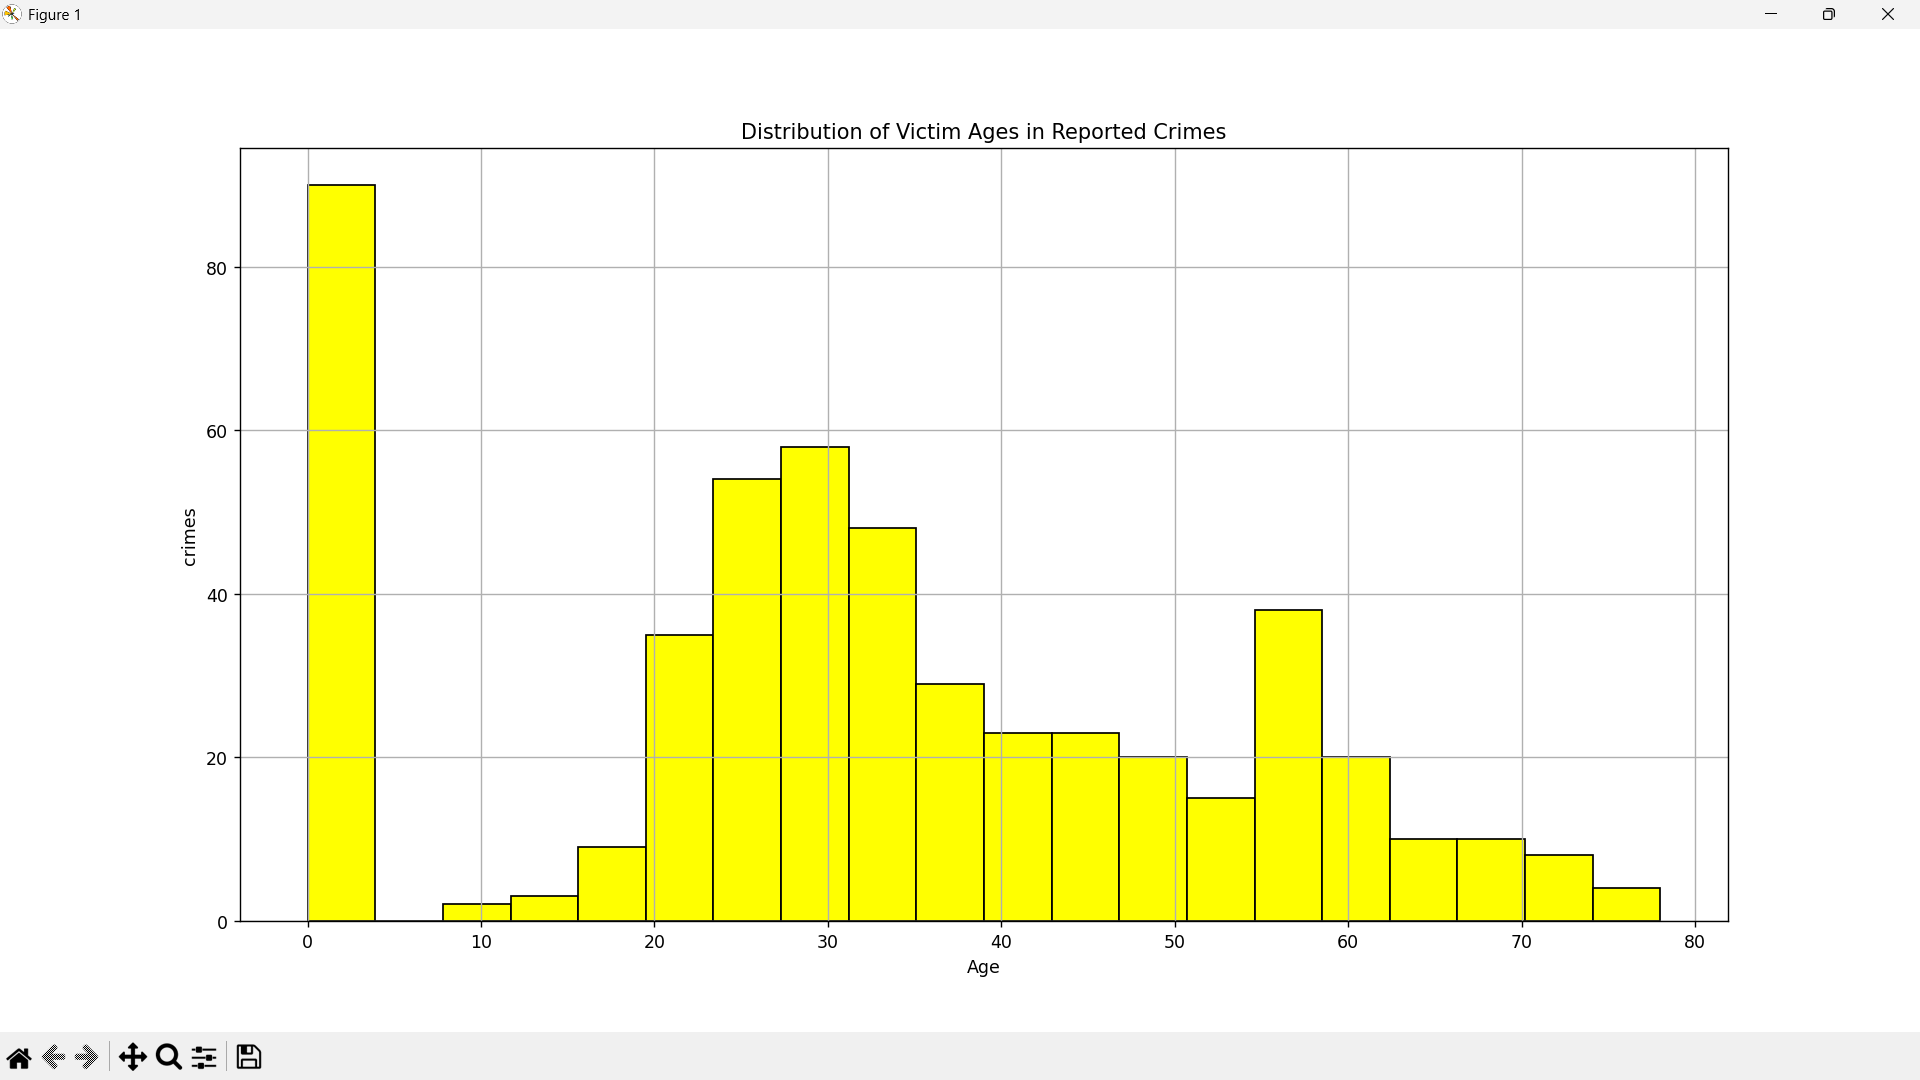 Figure 1
Distribution of Victim Ages in Reported Crimes
80
60
40
20
0
crimes
0 10 20 30 40 50 60 70 80
Age